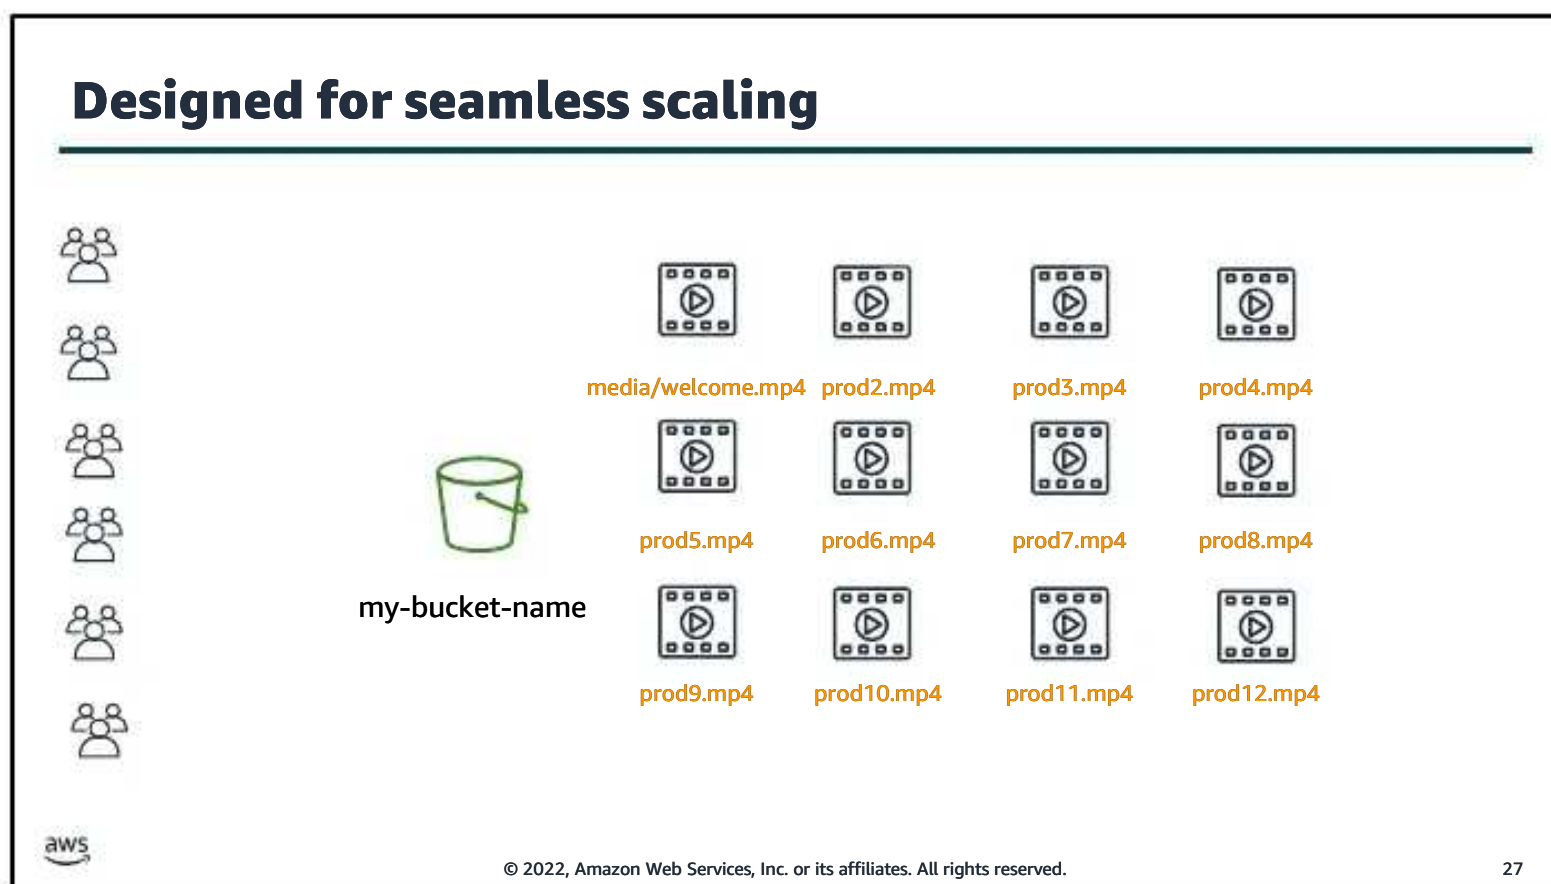 Designed for seamless scaling
media/welcome.mp4 prod2.mp4 prod3.mp4 prod4.mp4
prod5.mp4 prod6.mp4 prod7.mp4 prod8.mp4
my-bucket-name
prod9.mp4 prod10.mp4 prod11.mp4 prod12.mp4
aws
© 2022, Amazon Web Services, Inc. or its affiliates. All rights reserved.
27